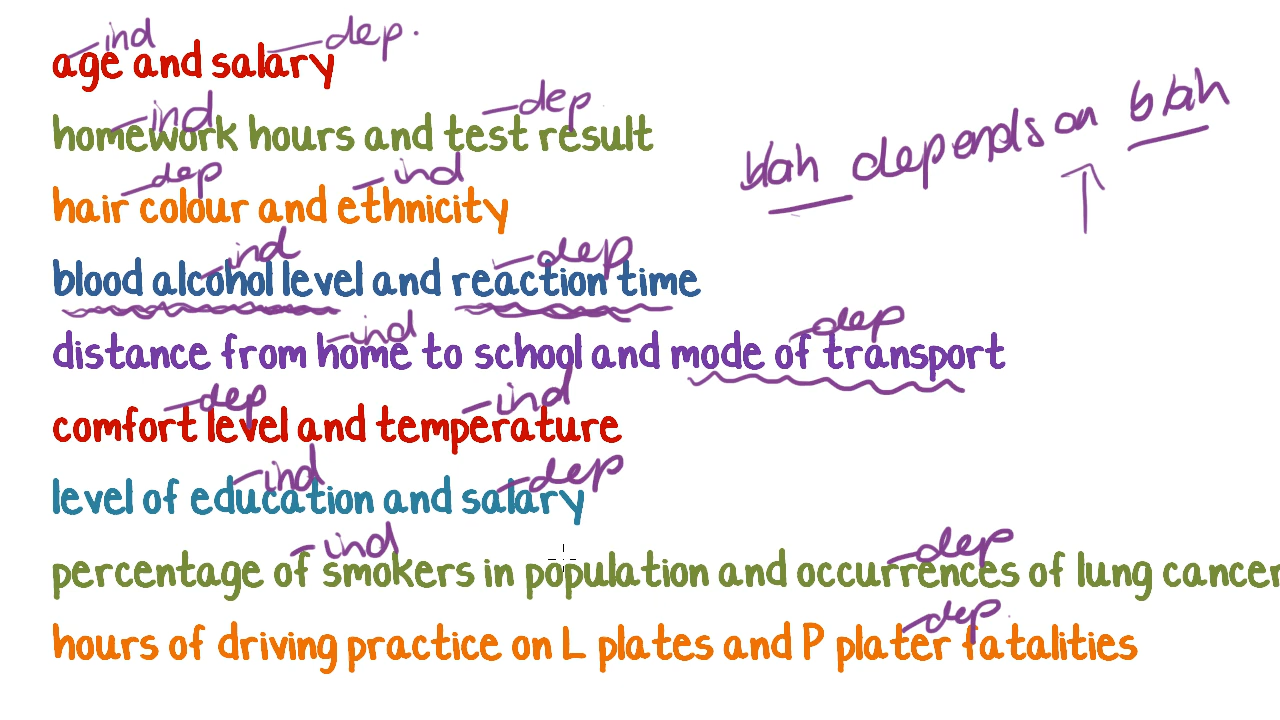 ind dep.
age and salary
ind dep
homework hours and test result
dep ind
hair colour and ethnicity
blah depends on blah
ind dep
blood alcohol level and reaction time
ind dep
distance from home to school and mode of transport
dep ind
comfort level and temperature
ind dep
level of education and salary
ind dep
percentage of smokers in population and occurrences of lung cancer
dep
hours of driving practice on L plates and P plater fatalities